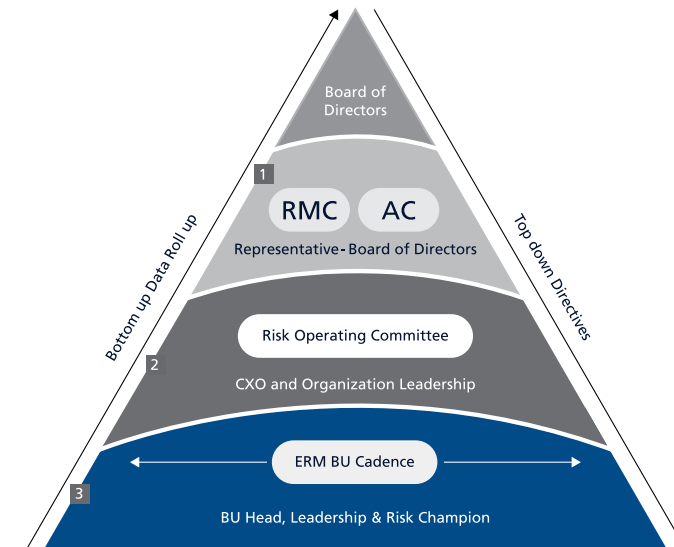 Board of
Directors
1
RMC
AC
Representative-Board of Directors
Bottom up Data Roll up
Top down Directives
Risk Operating Committee
2
CXO and Organization Leadership
ERM BU Cadence
3
BU Head, Leadership & Risk Champion